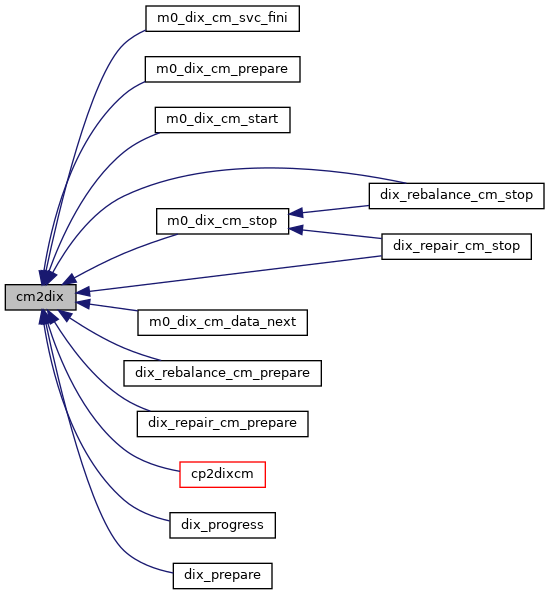 m0_dix_cm_svc_fini
m0_dix_cm_prepare
m0_dix_cm_start
dix_rebalance_cm_stop
m0_dix_cm_stop
dix_repair_cm_stop
cm2dix
m0_dix_cm_data_next
dix_rebalance_cm_prepare
dix_repair_cm_prepare
cp2dixcm
dix_progress
dix_prepare